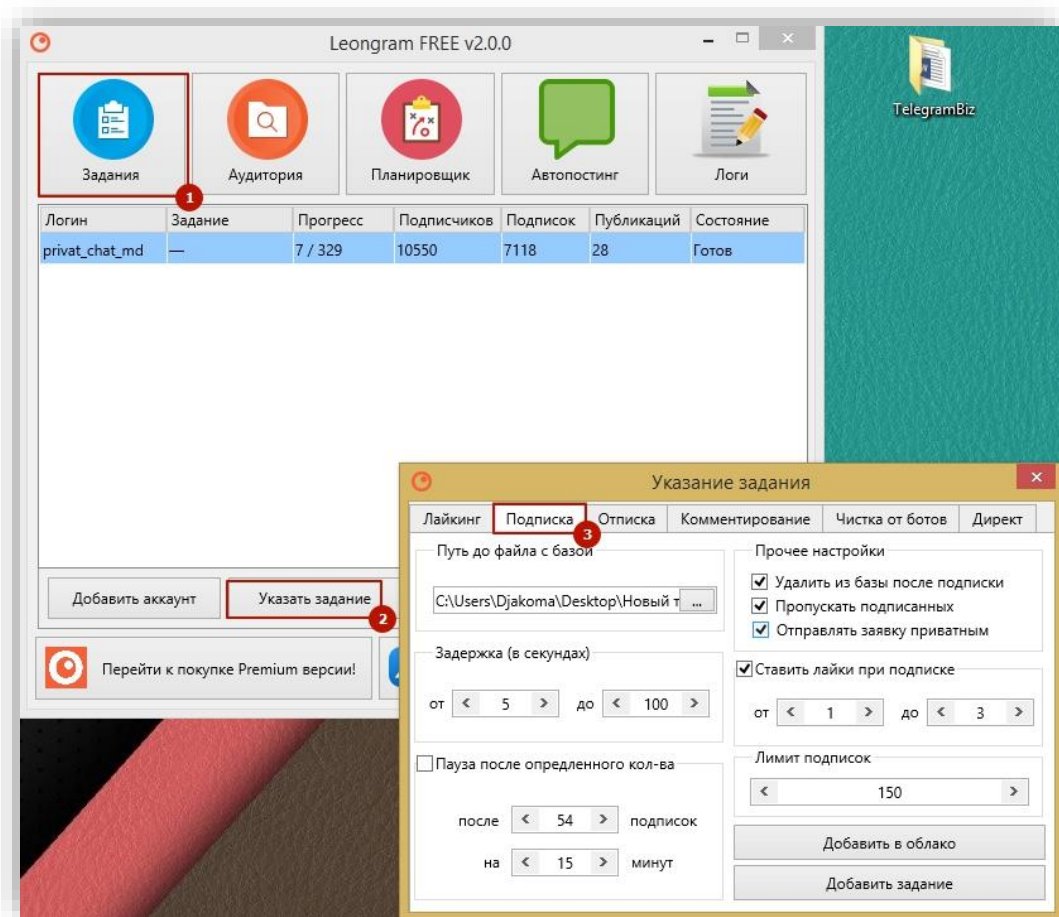 Leongram FREE v2.0.0
TelegramBiz
Задания
Аудитория
Планировщик
Автопостинг
Логи
1
Логин Задание Прогресс Подписчиков Подписок Публикаций Состояние
privat_chat_md — 7 / 329 10550 7118 28 Готов
Добавить аккаунт
Указать задание
2
Перейти к покупке Premium версии!
Указание задания
Лайкинг Подписка Отписка Комментирование Чистка от ботов Директ
3
Путь до файла с базой
C:\Users\Djakoma\Desktop\Новый т ...
Задержка (в секундах)
от 5 до 100
Пауза после опредленного кол-ва
после 54 подписок
на 15 минут
Прочее настройки
Удалить из базы после подписки
Пропускать подписанных
Отправлять заявку приватным
Ставить лайки при подписке
от 1 до 3
Лимит подписок
150
Добавить в облако
Добавить задание